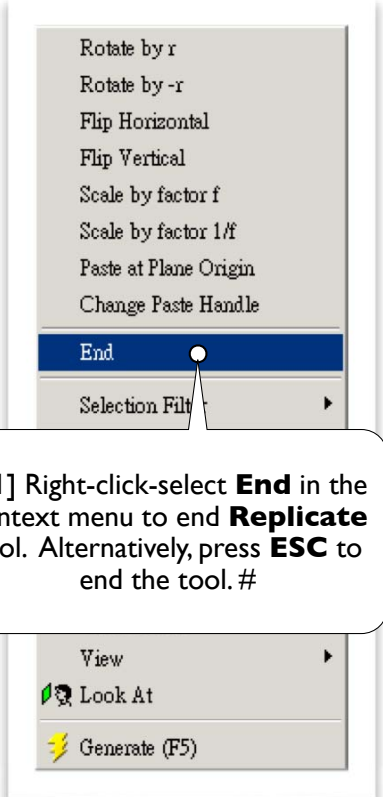 Rotate by r
Rotate by -r
Flip Horizontal
Flip Vertical
Scale by factor f
Scale by factor 1/f
Paste at Plane Origin
Change Paste Handle
End
Selection Filter
1] Right-click-select End in the
ntext menu to end Replicate
ol. Alternatively, press ESC to
end the tool. #
View
Look At
Generate (F5)